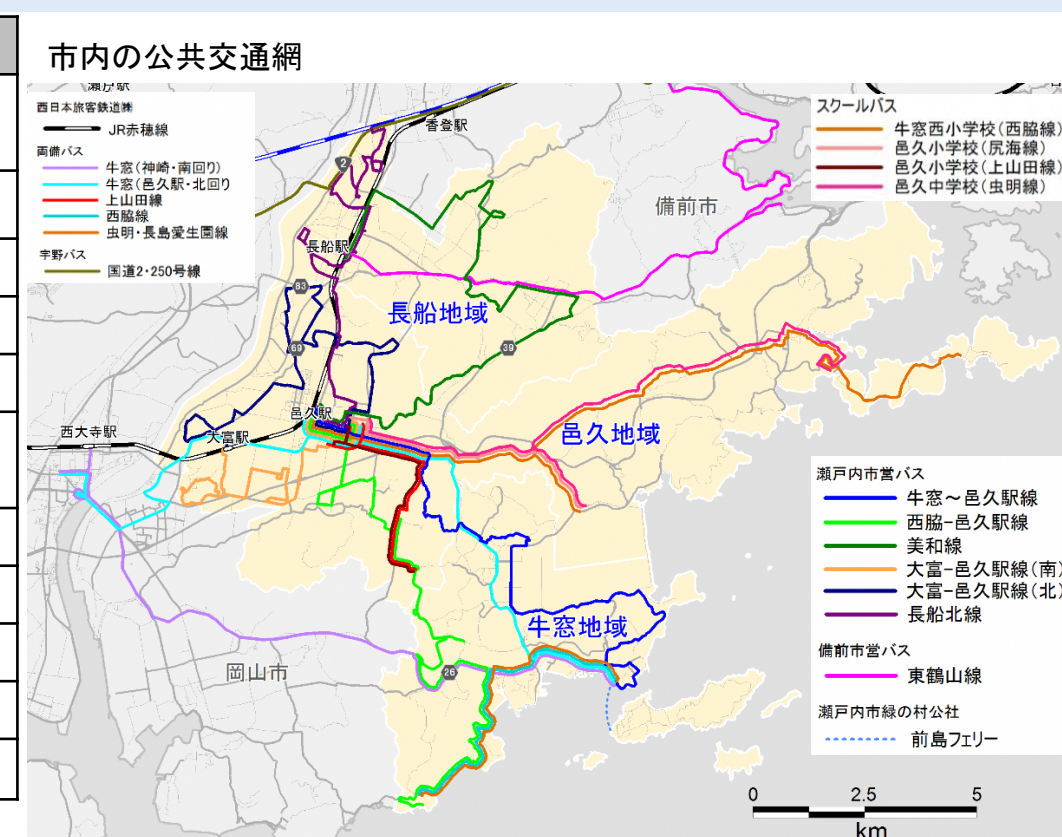 市内の公共交通網
瀬戸駅
西日本旅客鉄道㈱
JR赤穂線
両備バス
牛窓(神崎・南回り)
牛窓(邑久駅・北回り
上山田線
西脇線
虫明・長島愛生園線
宇野バス
国道2・250号線
スクールバス
牛窓西小学校(西脇線)
邑久小学校(尻海線)
邑久小学校(上山田線)
邑久中学校(虫明線)
香登駅
2
備前市
長船駅
83
長船地域
69
39
邑久駅
西大寺駅
大富駅
邑久地域
瀬戸内市営バス
牛窓～邑久駅線
西脇-邑久駅線
美和線
大富-邑久駅線(南)
大富-邑久駅線(北)
長船北線
備前市営バス
東鶴山線
瀬戸内市緑の村公社
前島フェリー
牛窓地域
岡山市
26
0 2.5 5
km